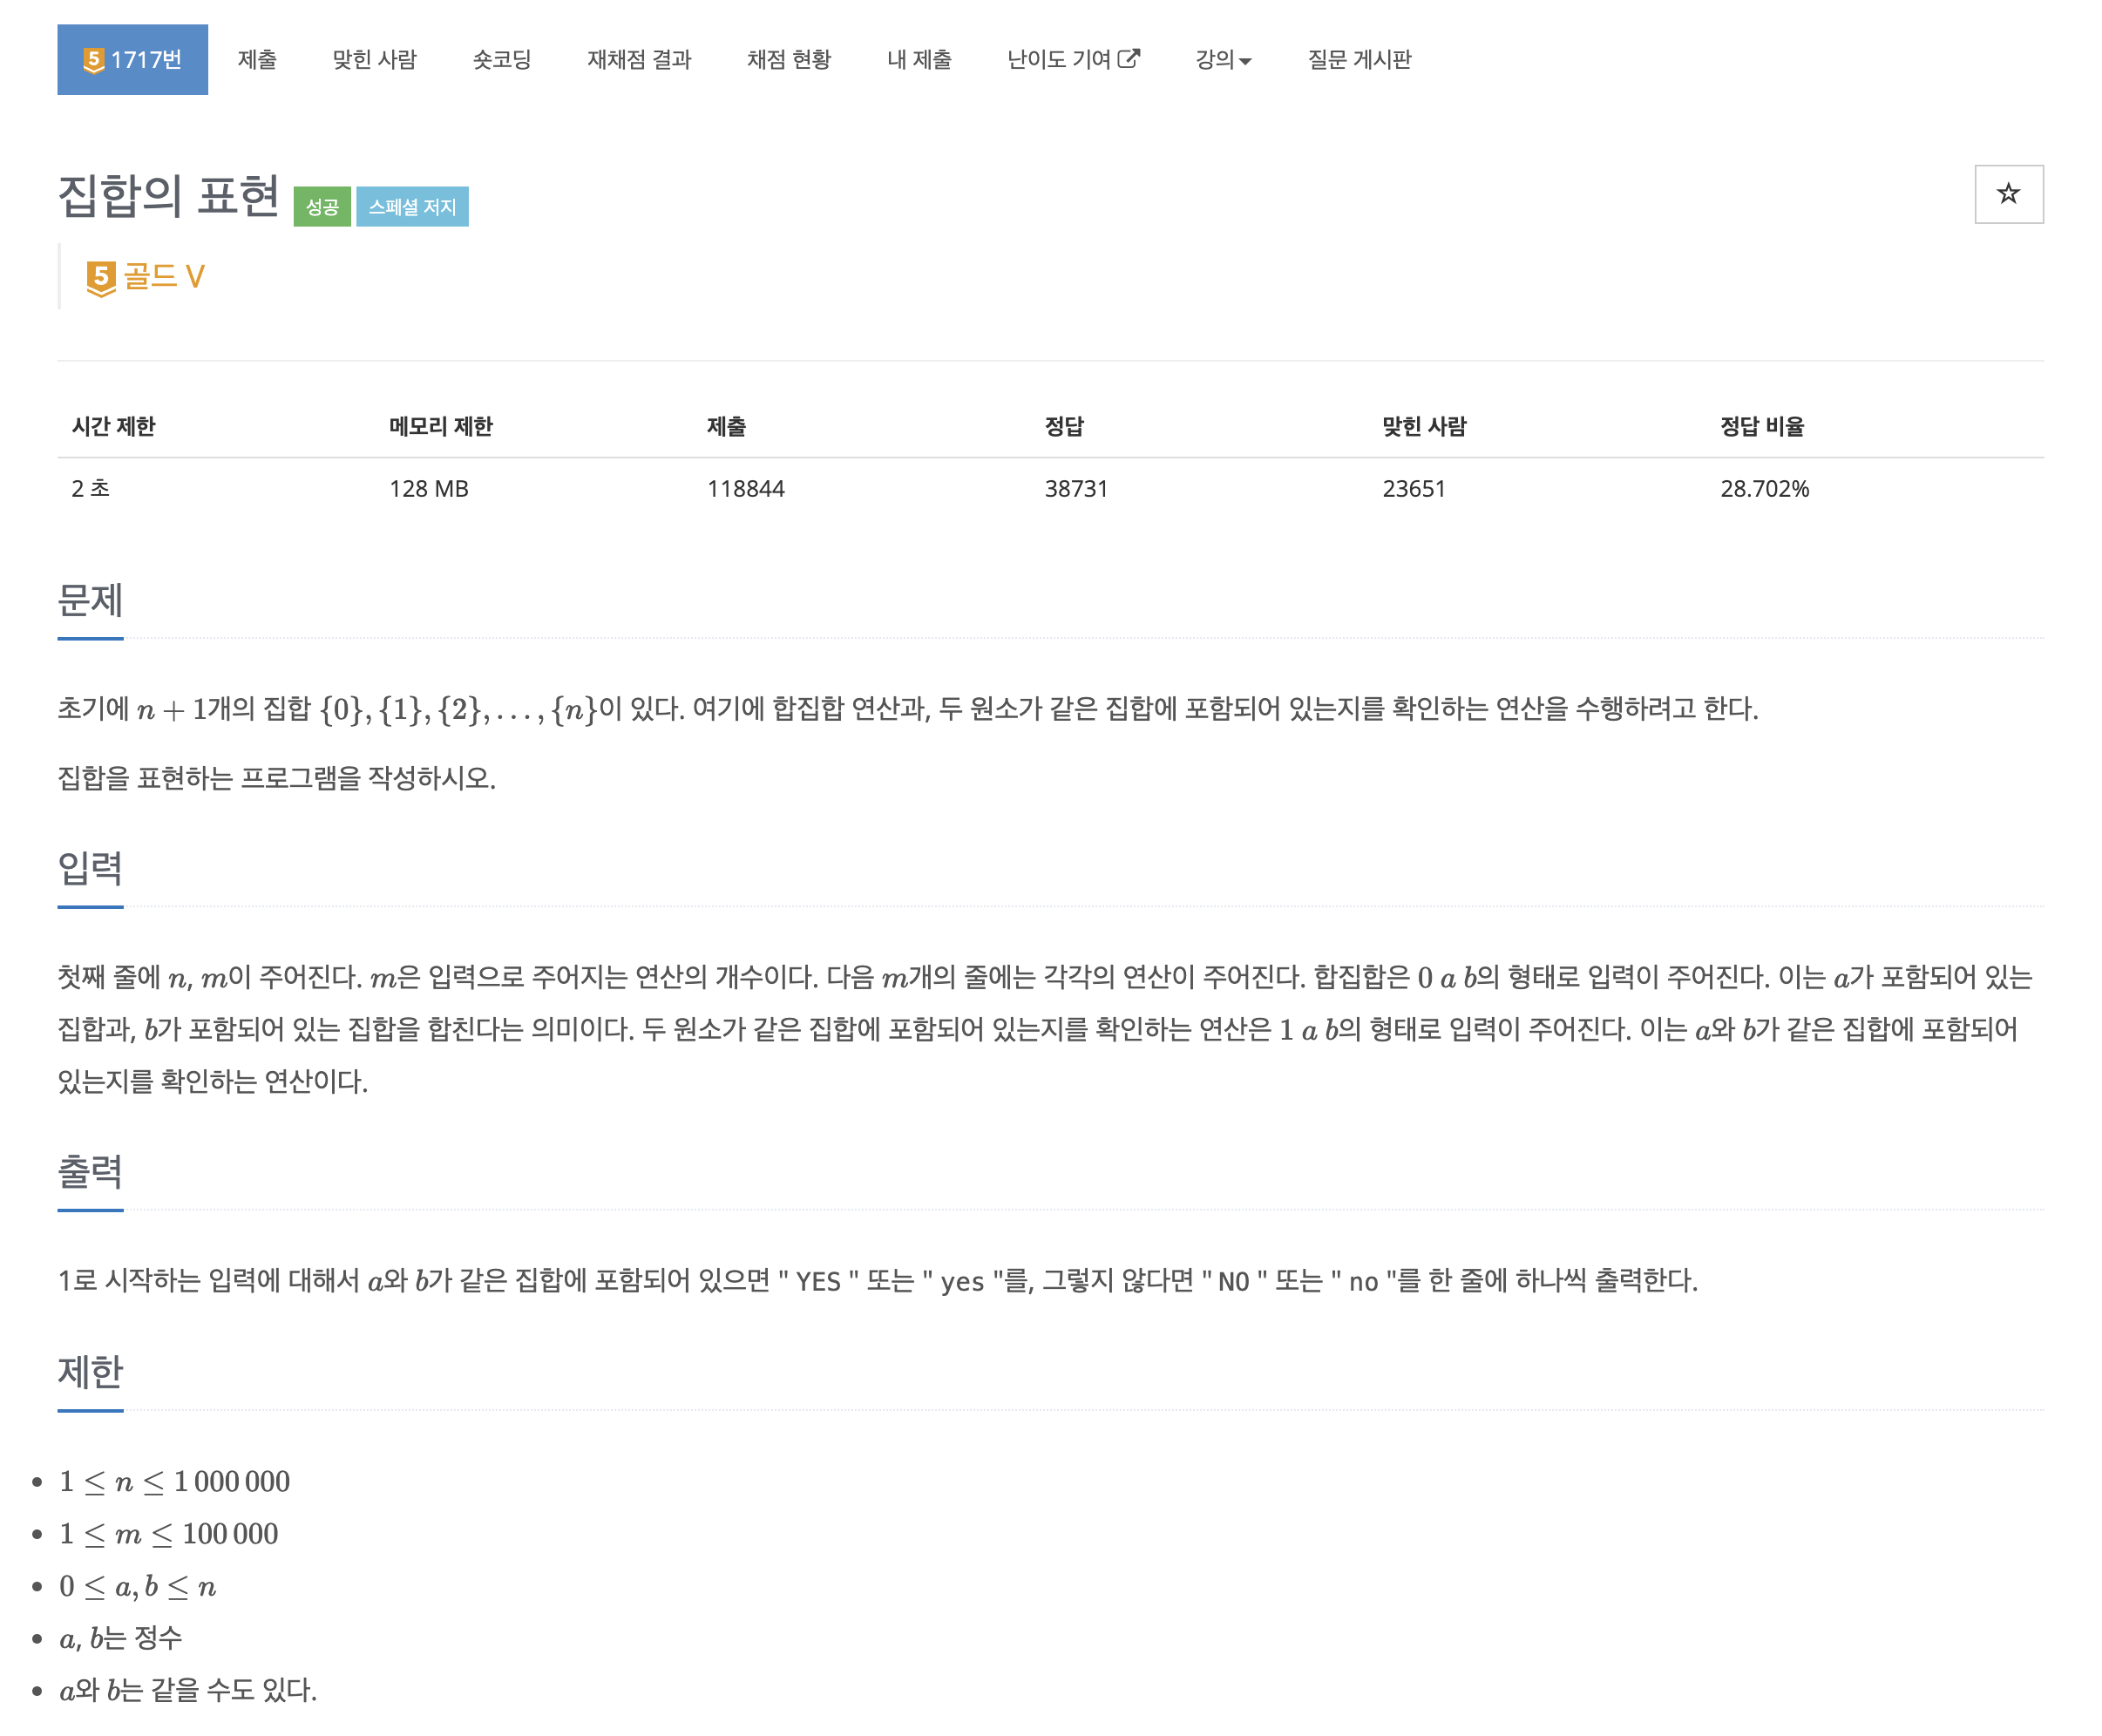 5 1717번 제출 맞힌 사람 숏코딩 재채점 결과 채점 현황 내 제출 난이도 기여 강의 질문 게시판
집합의 표현 성공 스페셜 저지
5 골드 V
시간 제한 메모리 제한 제출 정답 맞힌 사람 정답 비율
2 초 128 MB 118844 38731 23651 28.702%
문제
초기에 n + 1개의 집합 {0}, {1}, {2}, . . . , {n}이 있다. 여기에 합집합 연산과, 두 원소가 같은 집합에 포함되어 있는지를 확인하는 연산을 수행하려고 한다.
집합을 표현하는 프로그램을 작성하시오.
입력
첫째 줄에 n, m이 주어진다. m은 입력으로 주어지는 연산의 개수이다. 다음 m개의 줄에는 각각의 연산이 주어진다. 합집합은 0 a b의 형태로 입력이 주어진다. 이는 a가 포함되어 있는
집합과, b가 포함되어 있는 집합을 합친다는 의미이다. 두 원소가 같은 집합에 포함되어 있는지를 확인하는 연산은 1 a b의 형태로 입력이 주어진다. 이는 a와 b가 같은 집합에 포함되어
있는지를 확인하는 연산이다.
출력
1로 시작하는 입력에 대해서 a와 b가 같은 집합에 포함되어 있으면 " YES " 또는 " yes "를, 그렇지 않다면 " NO " 또는 " no "를 한 줄에 하나씩 출력한다.
제한
• 1 ≤ n ≤ 1 000 000
• 1 ≤ m ≤ 100 000
• 0 ≤ a, b ≤ n
• a, b는 정수
• a와 b는 같을 수도 있다.